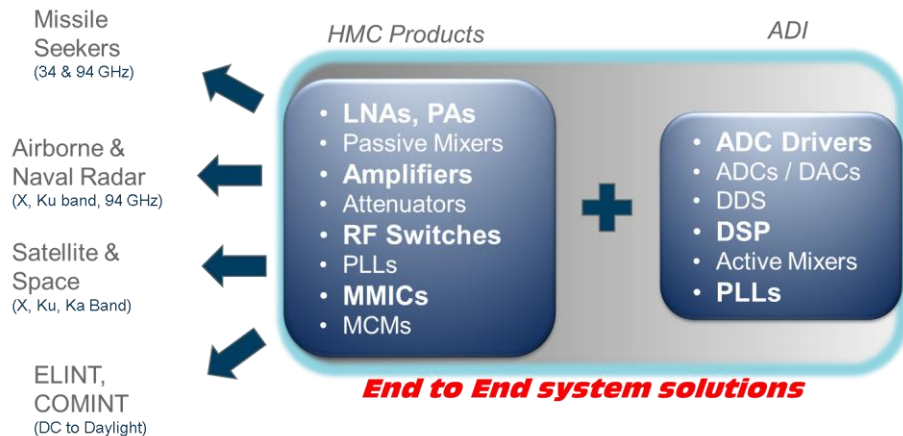 Missile
Seekers
(34 & 94 GHz)
Airborne &
Naval Radar
(X, Ku band, 94 GHz)
Satellite &
Space
(X, Ku, Ka Band)
ELINT,
COMINT
(DC to Daylight)
HMC Products
• LNAs, PAs
• Passive Mixers
• Amplifiers
• Attenuators
• RF Switches
• PLLs
• MMICs
• MCMs
ADI
• ADC Drivers
• ADCs / DACs
• DDS
• DSP
• Active Mixers
• PLLs
End to End system solutions